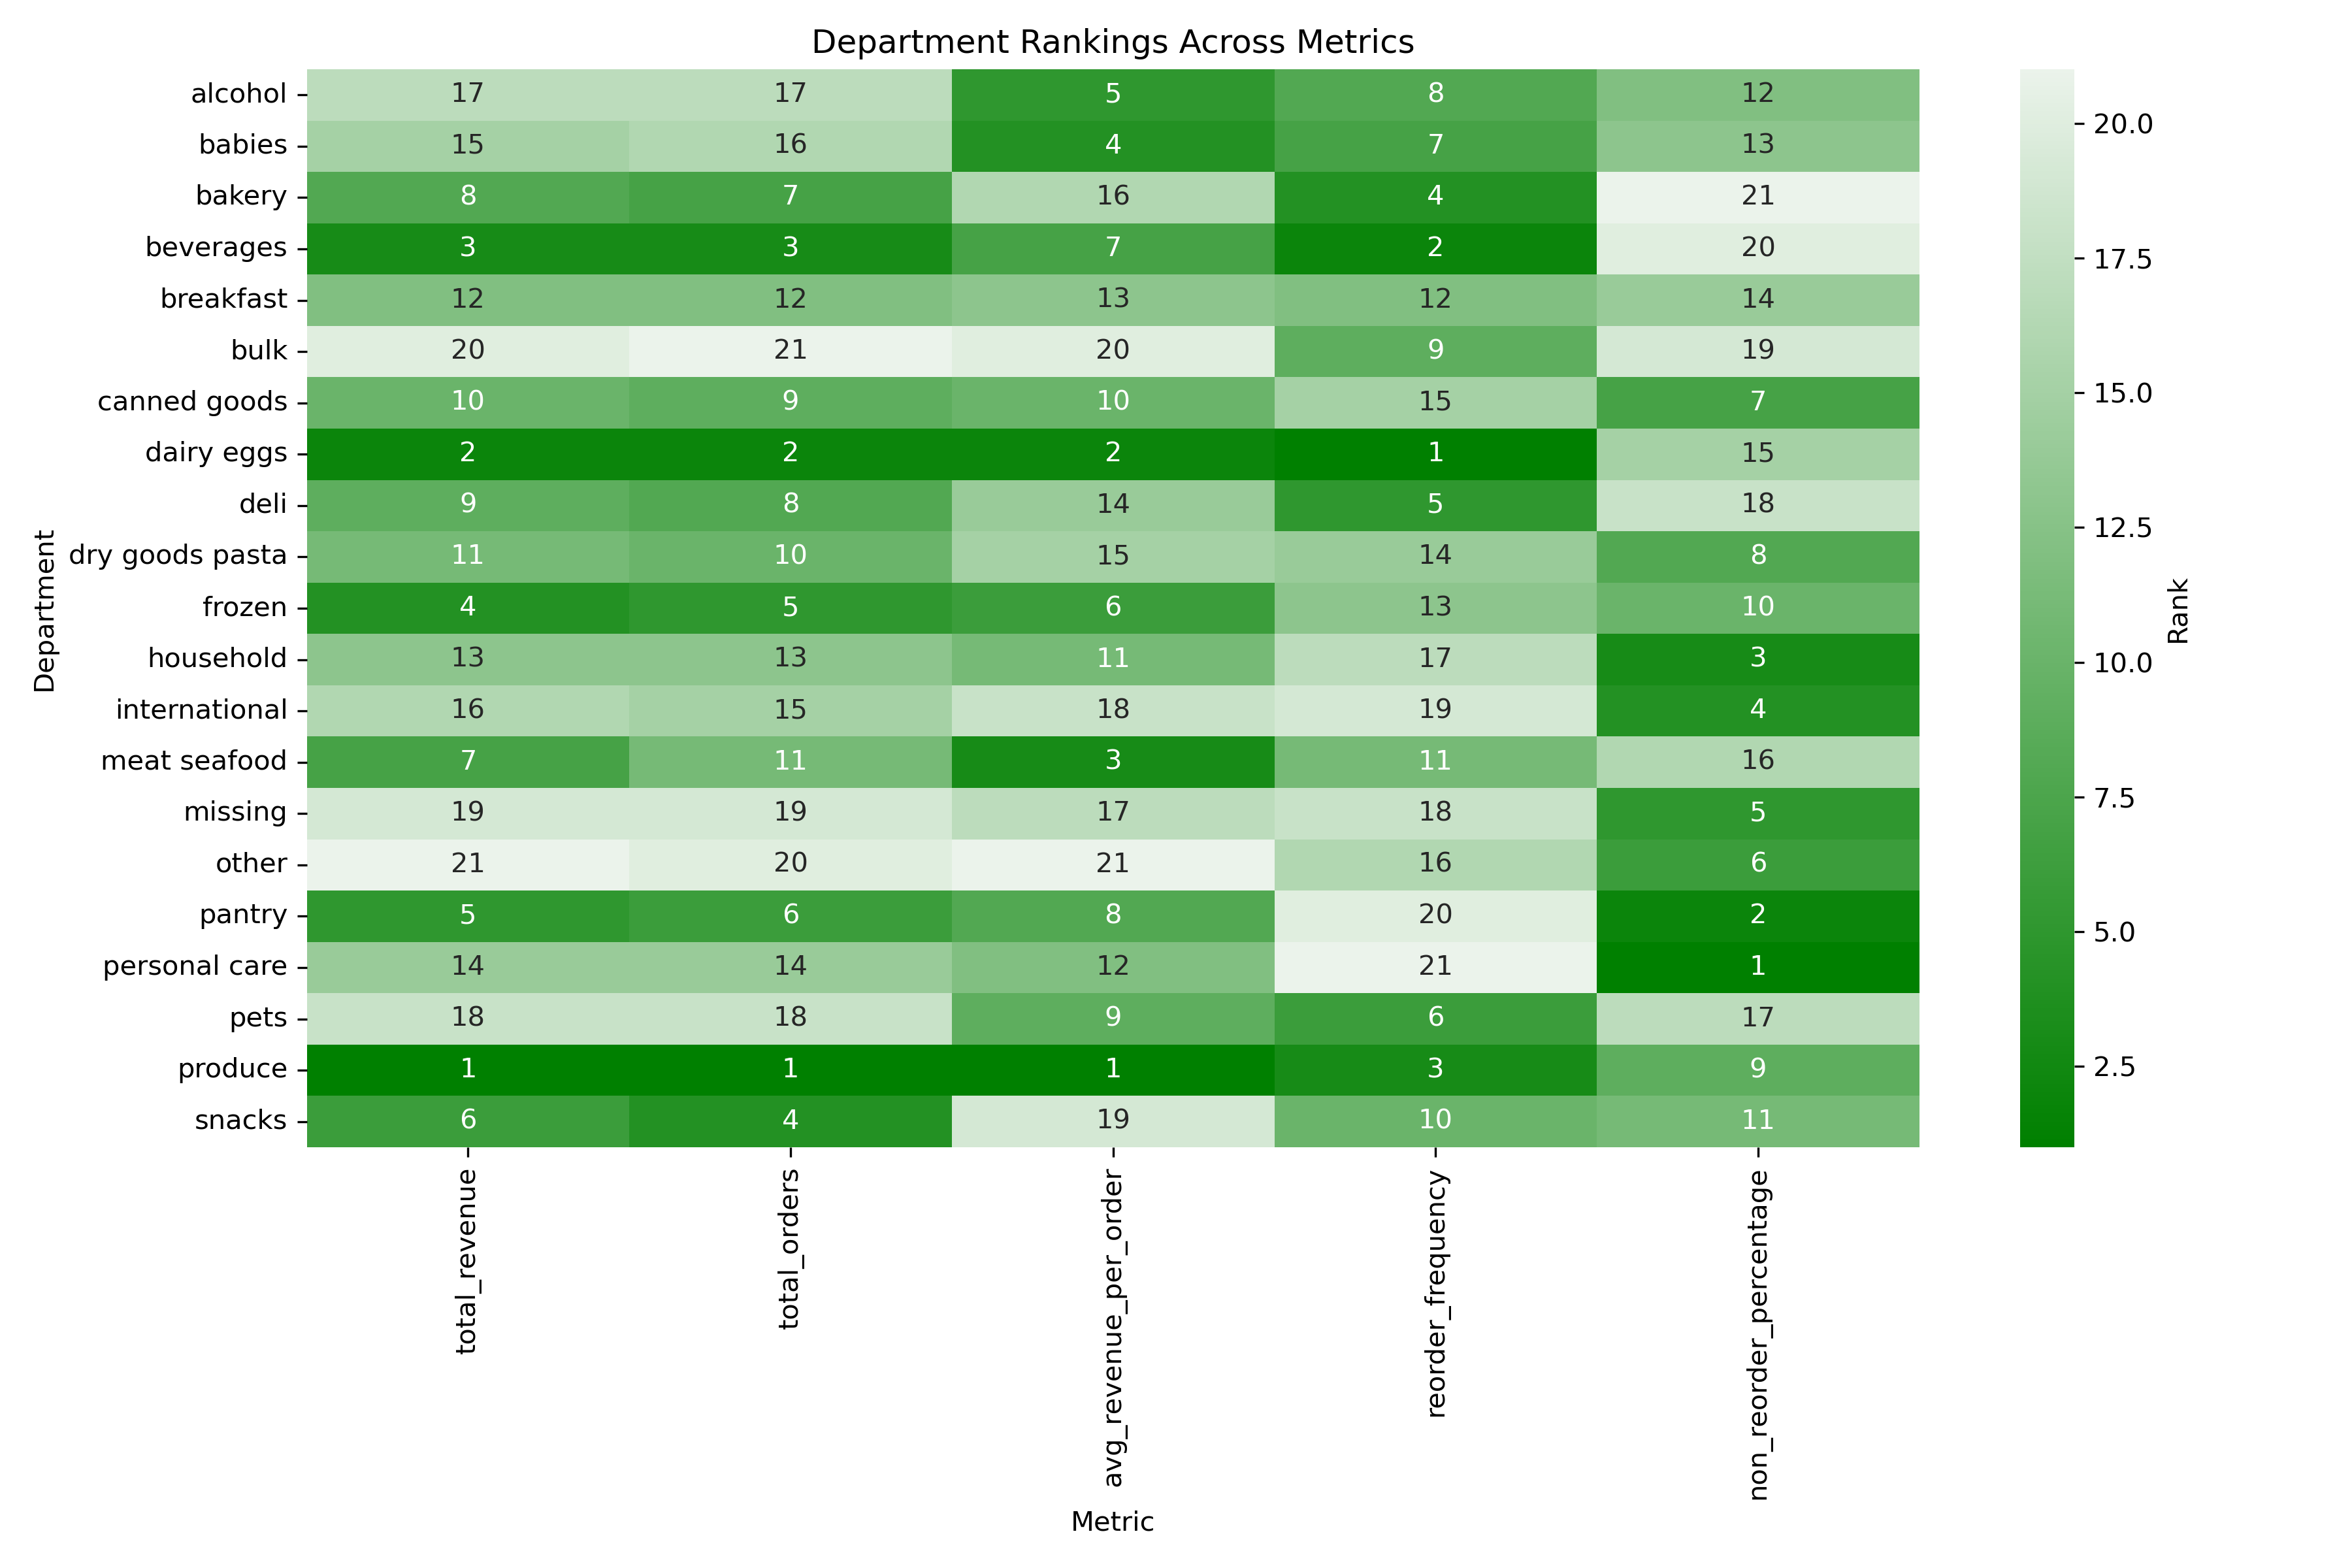 Department Rankings Across Metrics
alcohol 17 17 5 8 12
babies 15 16 4 7 13
bakery 8 7 16 4 21
beverages 3 3 7 2 20
breakfast 12 12 13 12 14
bulk 20 21 20 9 19
canned goods 10 9 10 15 7
dairy eggs 2 2 2 1 15
deli 9 8 14 5 18
dry goods pasta 11 10 15 14 8
frozen 4 5 6 13 10
household 13 13 11 17 3
international 16 15 18 19 4
meat seafood 7 11 3 11 16
missing 19 19 17 18 5
other 21 20 21 16 6
pantry 5 6 8 20 2
personal care 14 14 12 21 1
pets 18 18 9 6 17
produce 1 1 1 3 9
snacks 6 4 19 10 11
Department
total_revenue
total_orders
avg_revenue_per_order
reorder_frequency
non_reorder_percentage
Metric
20.0
17.5
15.0
12.5
10.0
7.5
5.0
2.5
Rank